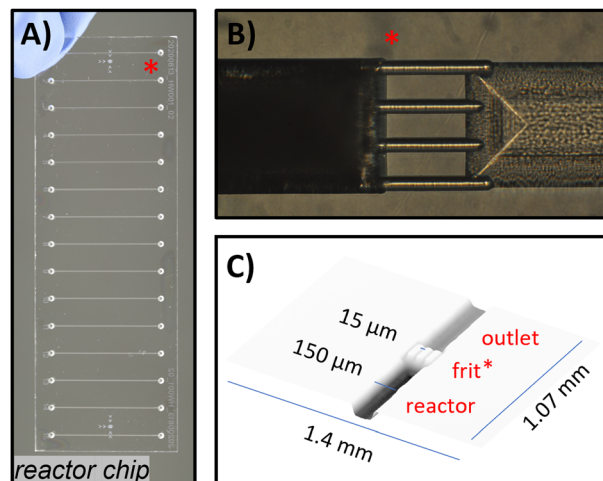 A)
*
reactor chip
B)
*
C)
15 µm
150 µm
outlet
frit*
reactor
1.4 mm
1.07 mm